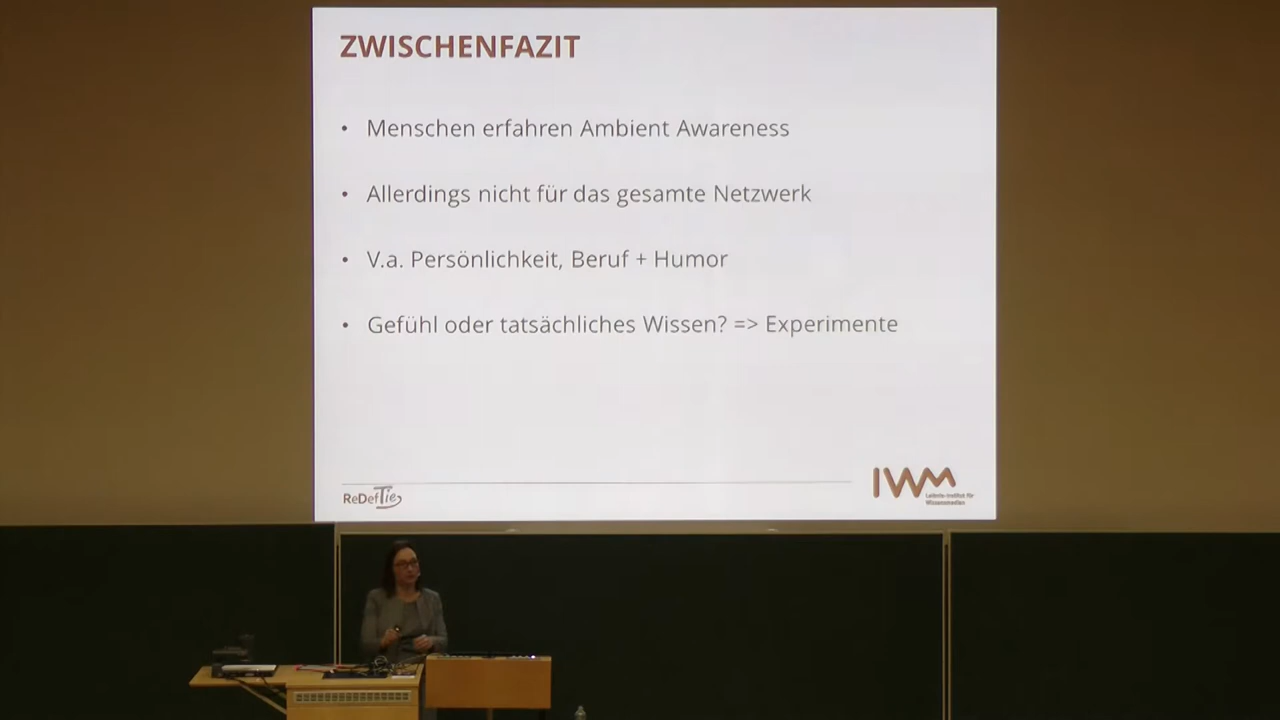 ZWISCHENFAZIT
• Menschen erfahren Ambient Awareness
• Allerdings nicht für das gesamte Netzwerk
• V.a. Persönlichkeit, Beruf + Humor
• Gefühl oder tatsächliches Wissen? => Experimente
ReDefTie
IWM
Leibniz-Institut für
Wissensmedien